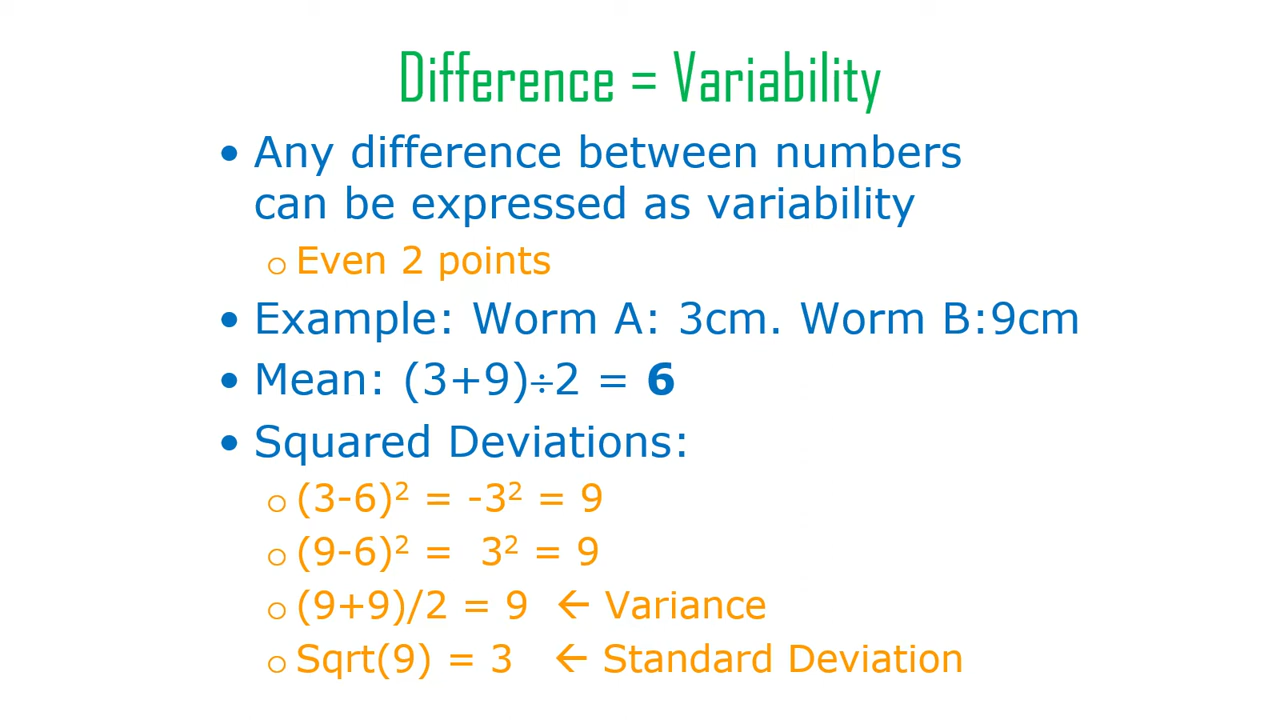 Difference = Variability
• Any difference between numbers
can be expressed as variability
o Even 2 points
• Example: Worm A: 3cm. Worm B:9cm
• Mean: (3+9)÷2 = 6
• Squared Deviations:
o (3-6)² = -3² = 9
o (9-6)² =  3² = 9
o (9+9)/2 = 9  ← Variance
o Sqrt(9) = 3  ← Standard Deviation